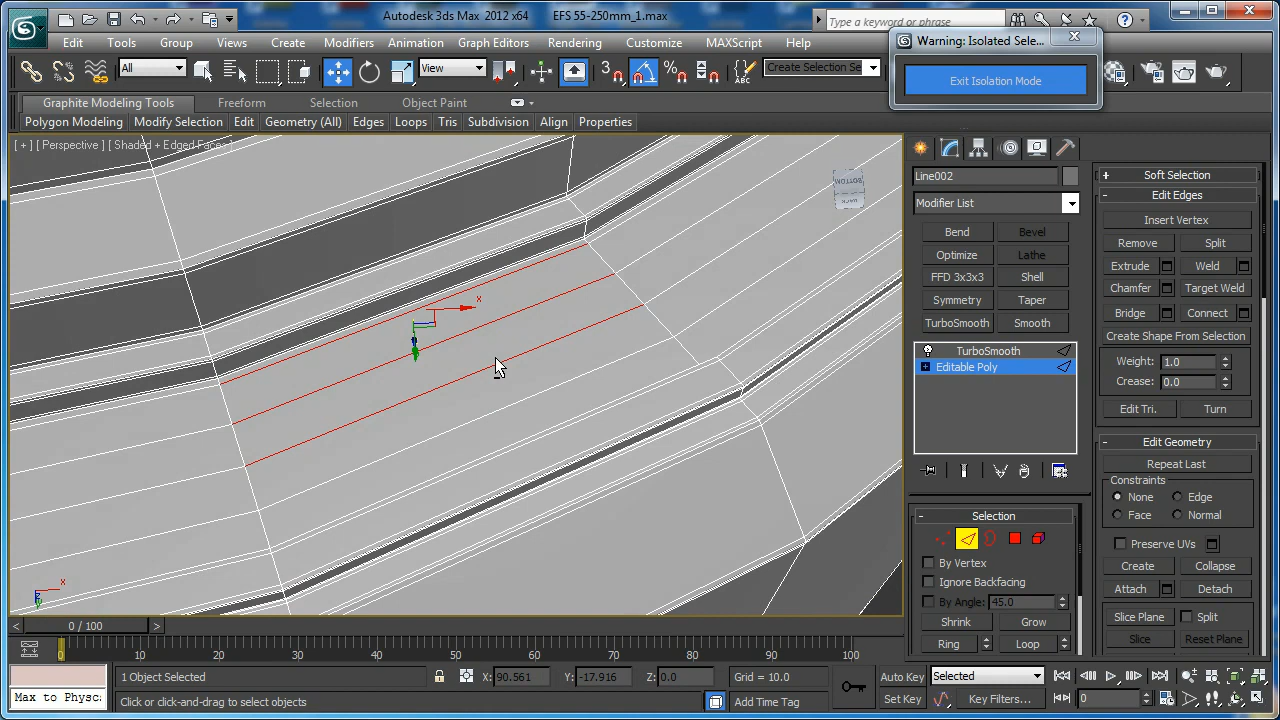 Autodesk 3ds Max 2012 x64 EFS 55-250mm_1.max
Type a keyword or phrase
Edit Tools Group Views Create Modifiers Animation Graph Editors Rendering Customize MAXScript Help
Warning: Isolated Sele...
Exit Isolation Mode
All
View
3
Create Selection Se
Graphite Modeling Tools Freeform Selection Object Paint
Polygon Modeling Modify Selection Edit Geometry (All) Edges Loops Tris Subdivision Align Properties
[ + ] [ Perspective ] [ Shaded + Edged Faces ]
BOTTOM
BACK
x
x
z
y
Line002
Modifier List
Bend Bevel
Optimize Lathe
FFD 3x3x3 Shell
Symmetry Taper
TurboSmooth Smooth
TurboSmooth
Editable Poly
Selection
By Vertex
Ignore Backfacing
By Angle: 45.0
Shrink Grow
Ring Loop
Soft Selection
Edit Edges
Insert Vertex
Remove Split
Extrude Weld
Chamfer Target Weld
Bridge Connect
Create Shape From Selection
Weight: 1.0
Crease: 0.0
Edit Tri. Turn
Edit Geometry
Repeat Last
Constraints
None Edge
Face Normal
Preserve UVs
Create Collapse
Attach Detach
Slice Plane Split
Slice Reset Plane
< 0 / 100 >
0 10 20 30 40 50 60 70 80 90 100
1 Object Selected X: 90.561 Y: -17.916 Z: 0.0 Grid = 10.0 Auto Key Selected
Max to Physca Click or click-and-drag to select objects Add Time Tag Set Key Key Filters... 0